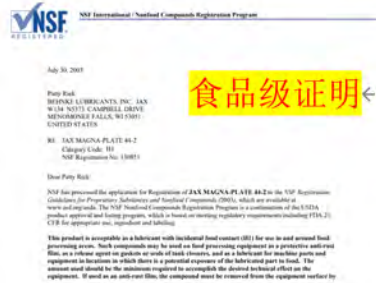 NSF International / Nonfood Compounds Registration Program
NSF
REGISTERED
July 30, 2003
食品级证明
Patty Riek
BEHNKE LUBRICANTS, INC. JAX
W134 N5373 CAMPBELL DRIVE
MENOMONEE FALLS, WI 53051
UNITED STATES
RE: JAX MAGNA-PLATE 44-2
Category Code: H1
NSF Registration No.
Dear Patty Riek:
NSF has processed the application for Registration of JAX MAGNA-PLATE 44-2 to the NSF Registration
Guidelines for Proprietary Substances and Nonfood Compounds (2003), which are available at
www.nsf.org/usda. The NSF Nonfood Compounds Registration Program is a continuation of the USDA
product approval and listing program, which is based on meeting regulatory requirements including FDA 21
CFR for appropriate use, ingredient and labeling.
This product is acceptable as a lubricant with incidental food contact (H1) for use in and around food
processing areas. Such compounds may be used on food processing equipment as a protective anti-rust
film, as a release agent on gaskets or seals of tank closures, and as a lubricant for machine parts and
equipment in locations in which there is a potential exposure of the lubricated part to food. The
amount used should be the minimum required to accomplish the desired technical effect on the
equipment. If used as an anti-rust film, the compound must be removed from the equipment surface by